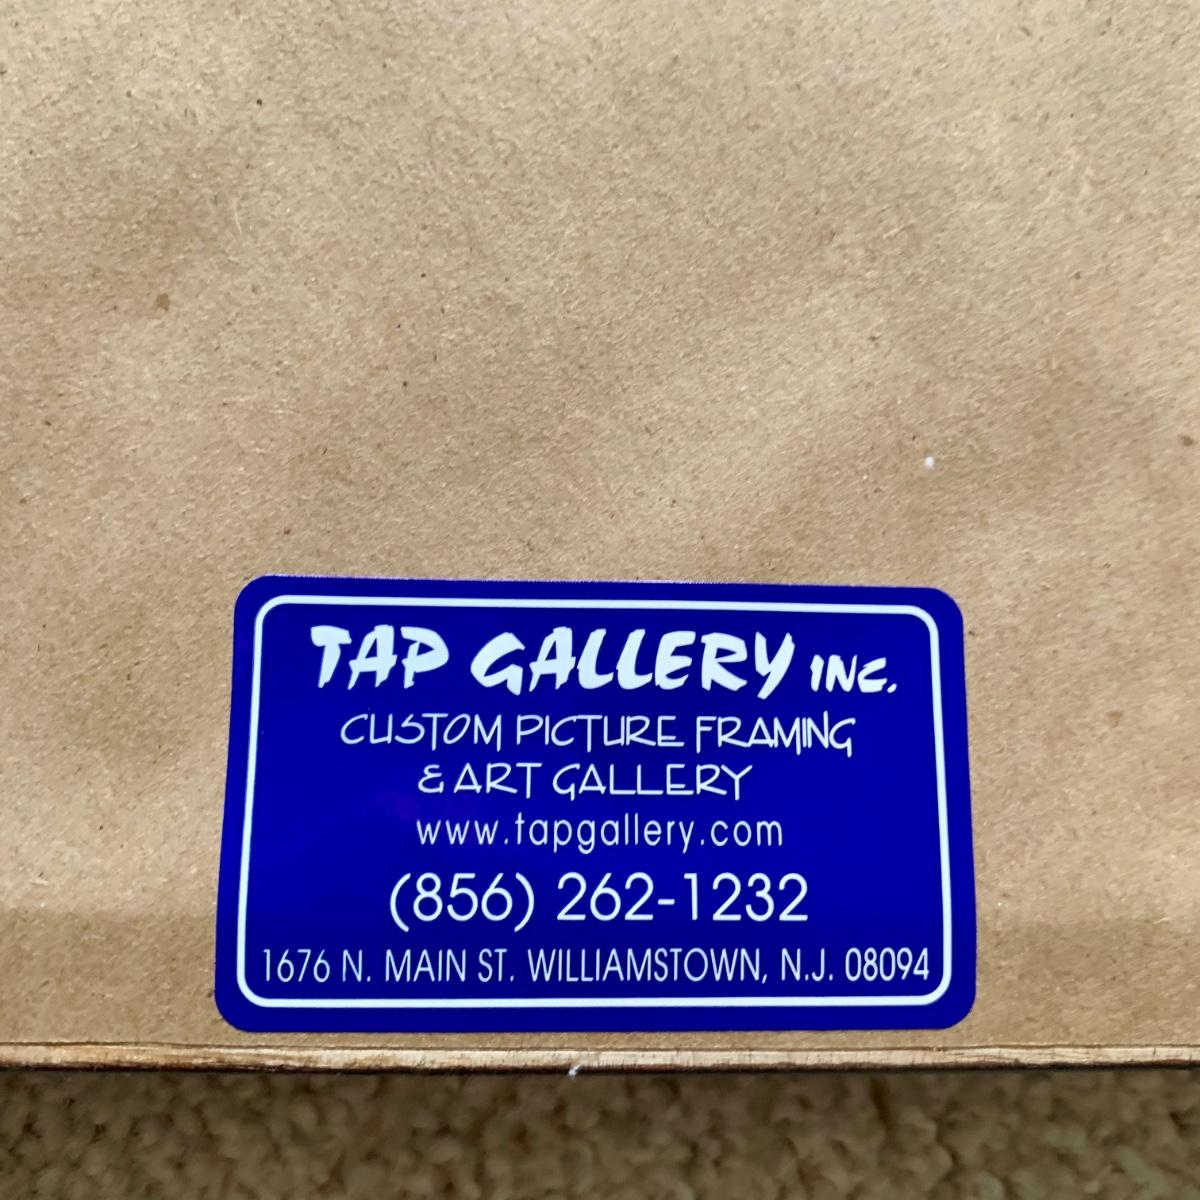 TAP GALLERY INC.
CUSTOM PICTURE FRAMING
& ART GALLERY
www.tapgallery.com
(856) 262-1232
1676 N. MAIN ST. WILLIAMSTOWN, N.J. 08094